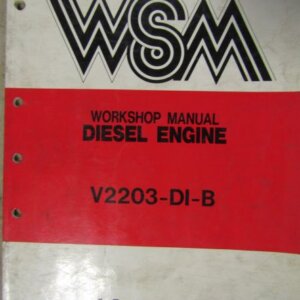 WSM
WORKSHOP MANUAL
DIESEL ENGINE
V2203-DI-B